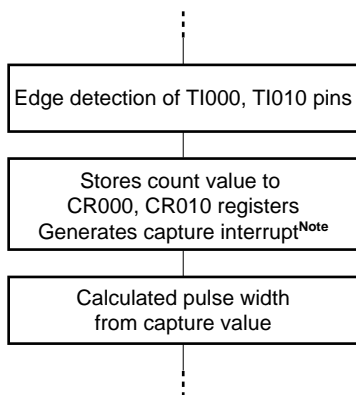 Edge detection of TI000, TI010 pins
Stores count value to
CR000, CR010 registers
Generates capture interruptNote
Calculated pulse width
from capture value